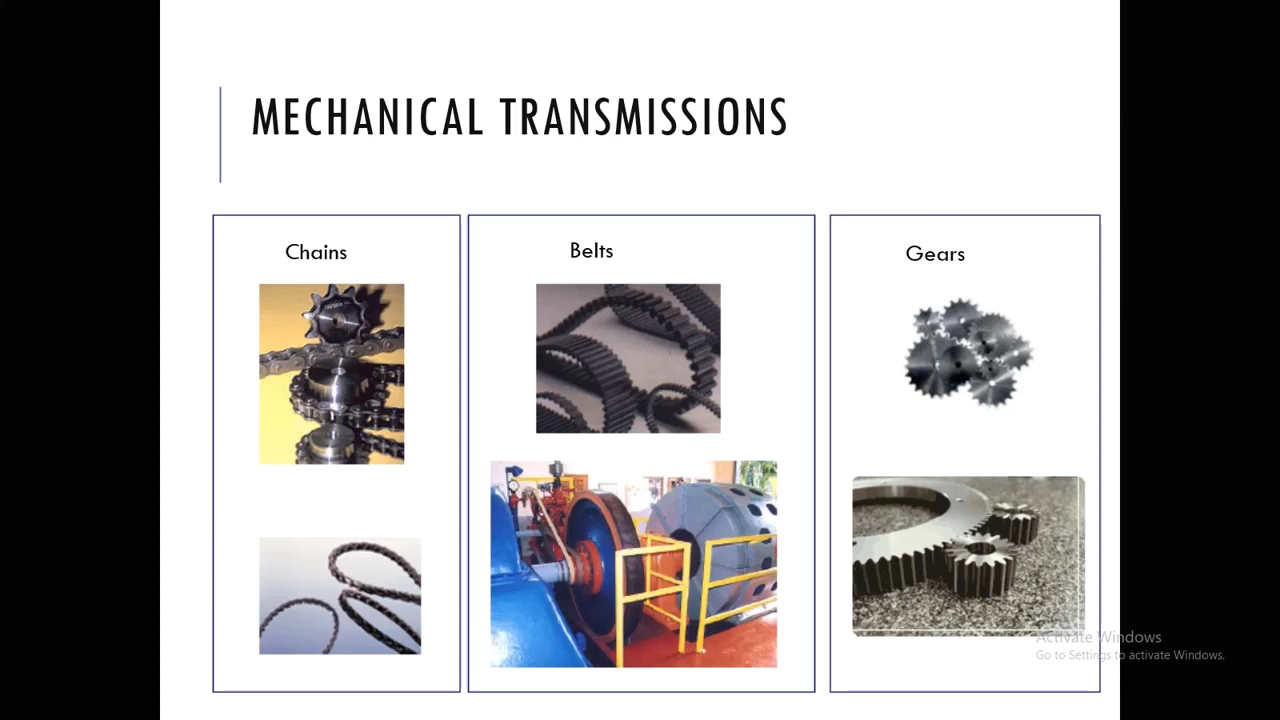 MECHANICAL TRANSMISSIONS
Chains
Belts
Gears
Activate Windows
Go to Settings to activate Windows.